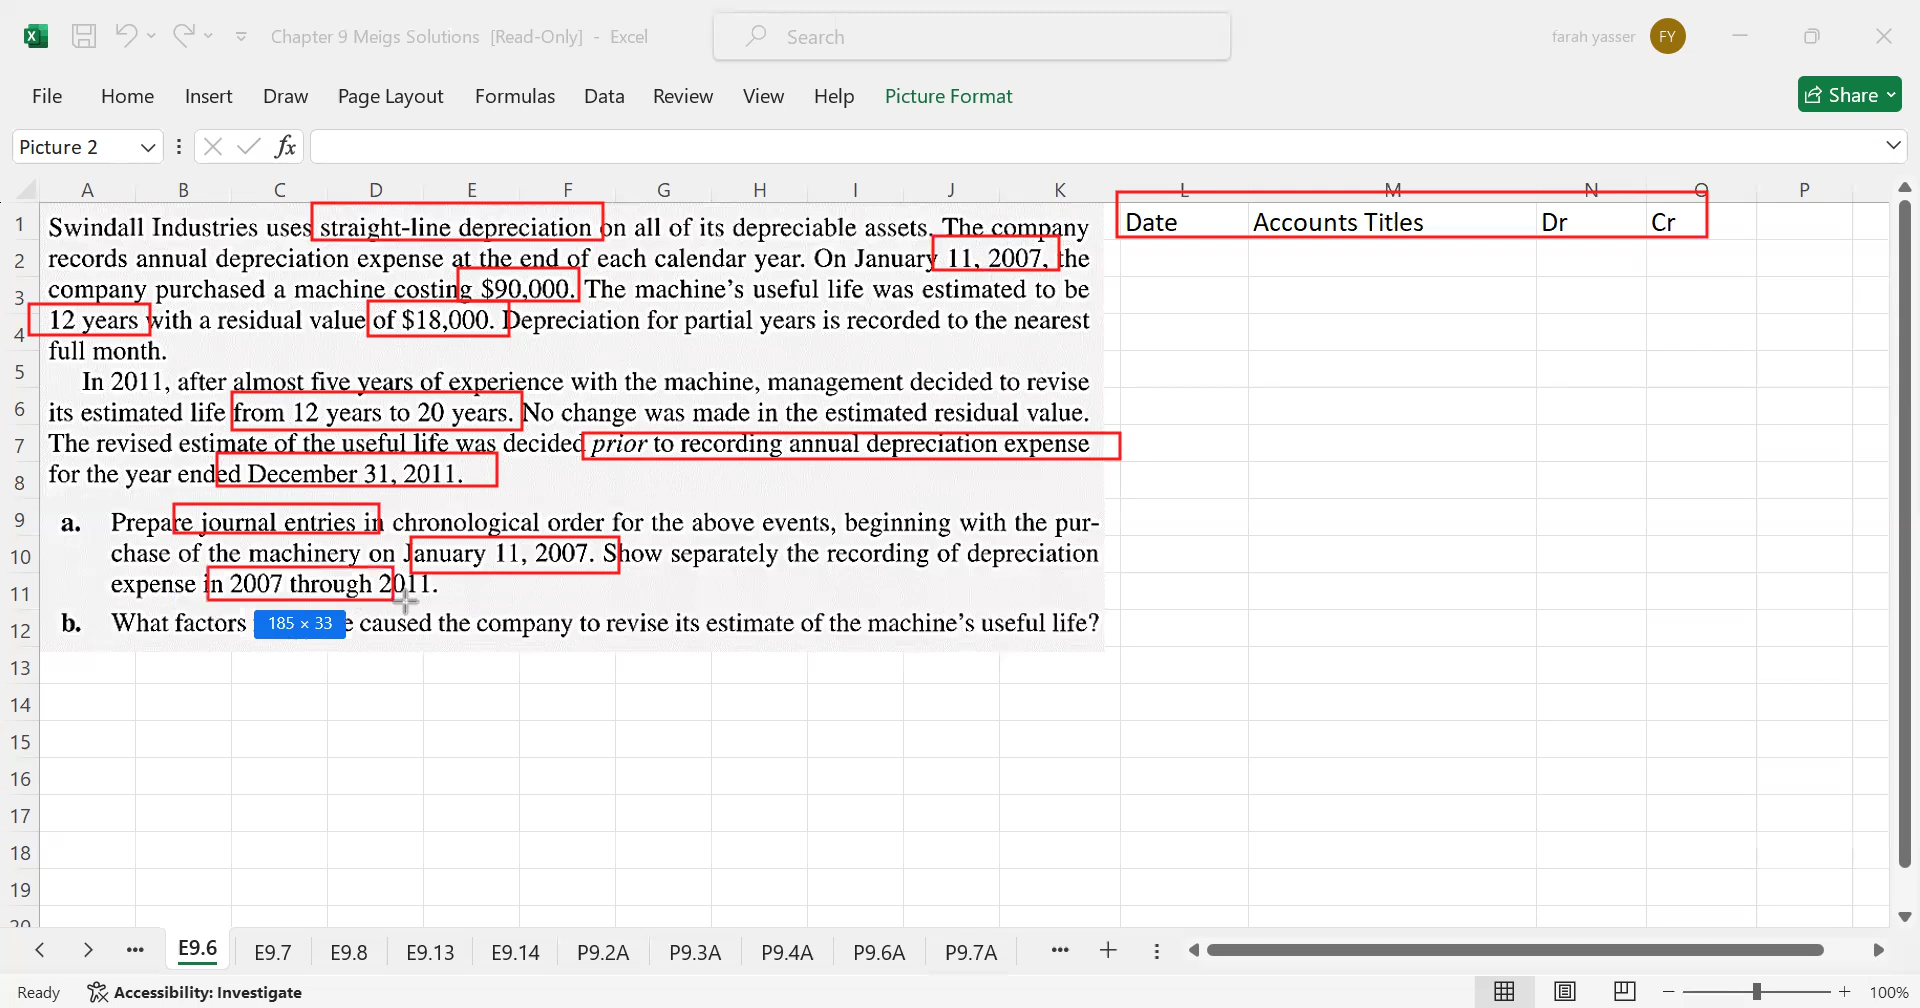 Chapter 9 Meigs Solutions [Read-Only] - Excel
Search
farah yasser
FY
File Home Insert Draw Page Layout Formulas Data Review View Help Picture Format
Share
Picture 2
fx
A B C D E F G H I J K L M N O P
1
2
3
4
5
6
7
8
9
10
11
12
13
14
15
16
17
18
19
20
Swindall Industries uses straight-line depreciation on all of its depreciable assets. The company
records annual depreciation expense at the end of each calendar year. On January 11, 2007, the
company purchased a machine costing $90,000. The machine's useful life was estimated to be
12 years with a residual value of $18,000. Depreciation for partial years is recorded to the nearest
full month.
In 2011, after almost five years of experience with the machine, management decided to revise
its estimated life from 12 years to 20 years. No change was made in the estimated residual value.
The revised estimate of the useful life was decided prior to recording annual depreciation expense
for the year ended December 31, 2011.
a. Prepare journal entries in chronological order for the above events, beginning with the pur-
chase of the machinery on January 11, 2007. Show separately the recording of depreciation
expense in 2007 through 2011.
b. What factors 185 × 33 e caused the company to revise its estimate of the machine's useful life?
Date Accounts Titles Dr Cr
E9.6 E9.7 E9.8 E9.13 E9.14 P9.2A P9.3A P9.4A P9.6A P9.7A
Ready Accessibility: Investigate
100%